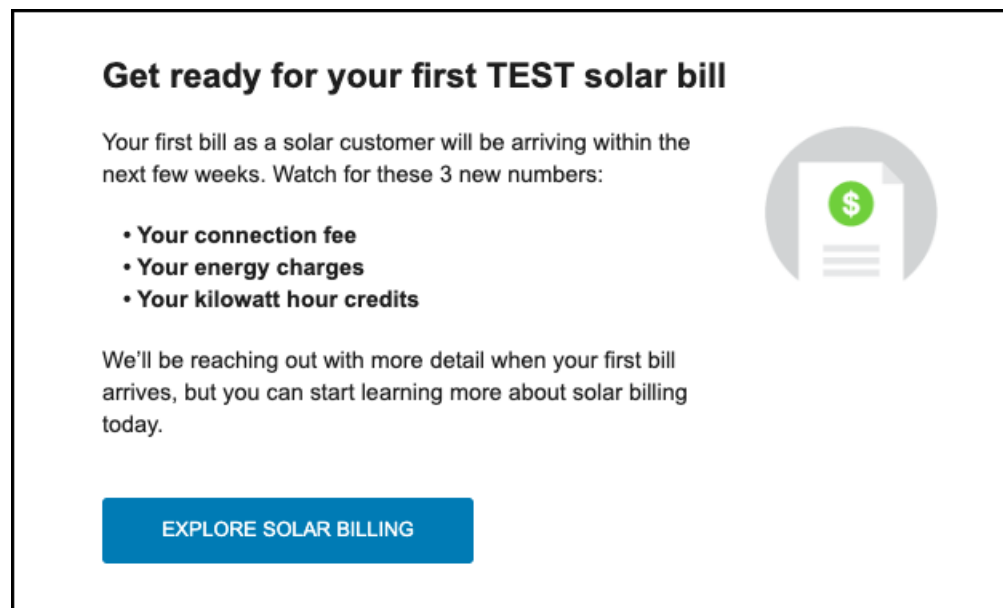 Get ready for your first TEST solar bill
Your first bill as a solar customer will be arriving within the
next few weeks. Watch for these 3 new numbers:
• Your connection fee
• Your energy charges
• Your kilowatt hour credits
We’ll be reaching out with more detail when your first bill
arrives, but you can start learning more about solar billing
today.
$
EXPLORE SOLAR BILLING